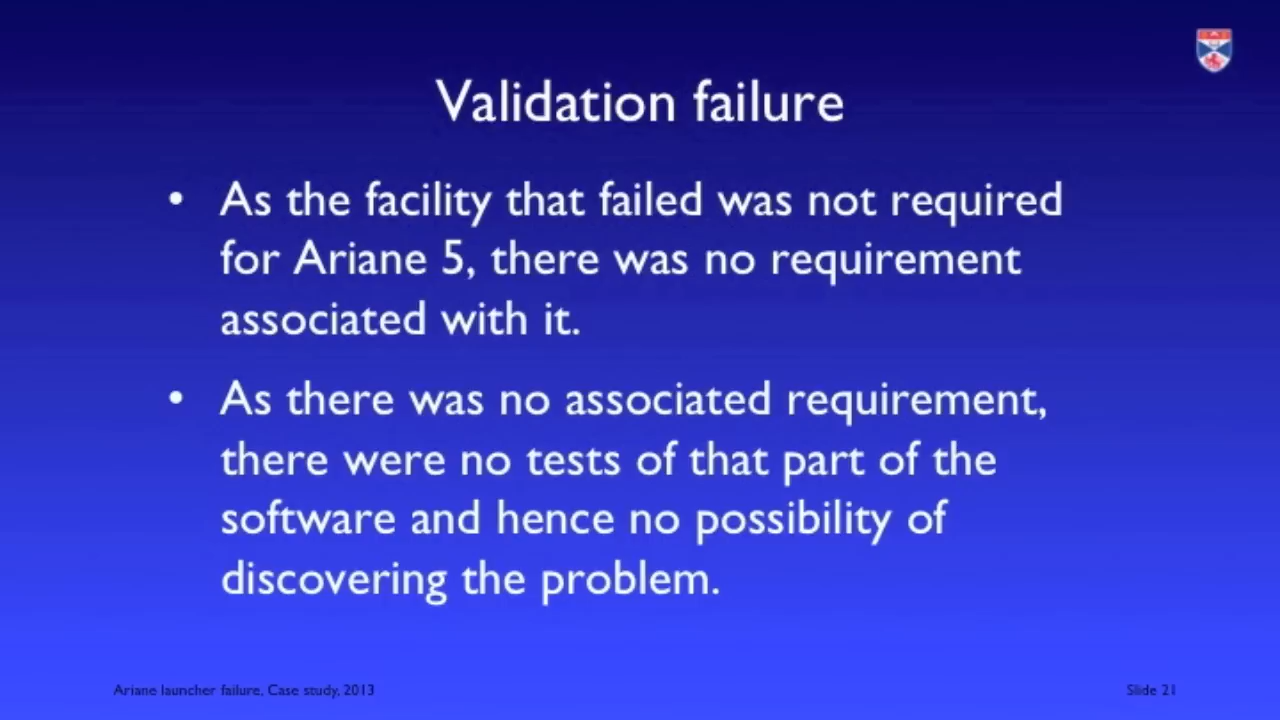 Validation failure
• As the facility that failed was not required
for Ariane 5, there was no requirement
associated with it.
• As there was no associated requirement,
there were no tests of that part of the
software and hence no possibility of
discovering the problem.
Ariane launcher failure, Case study, 2013
Slide 21